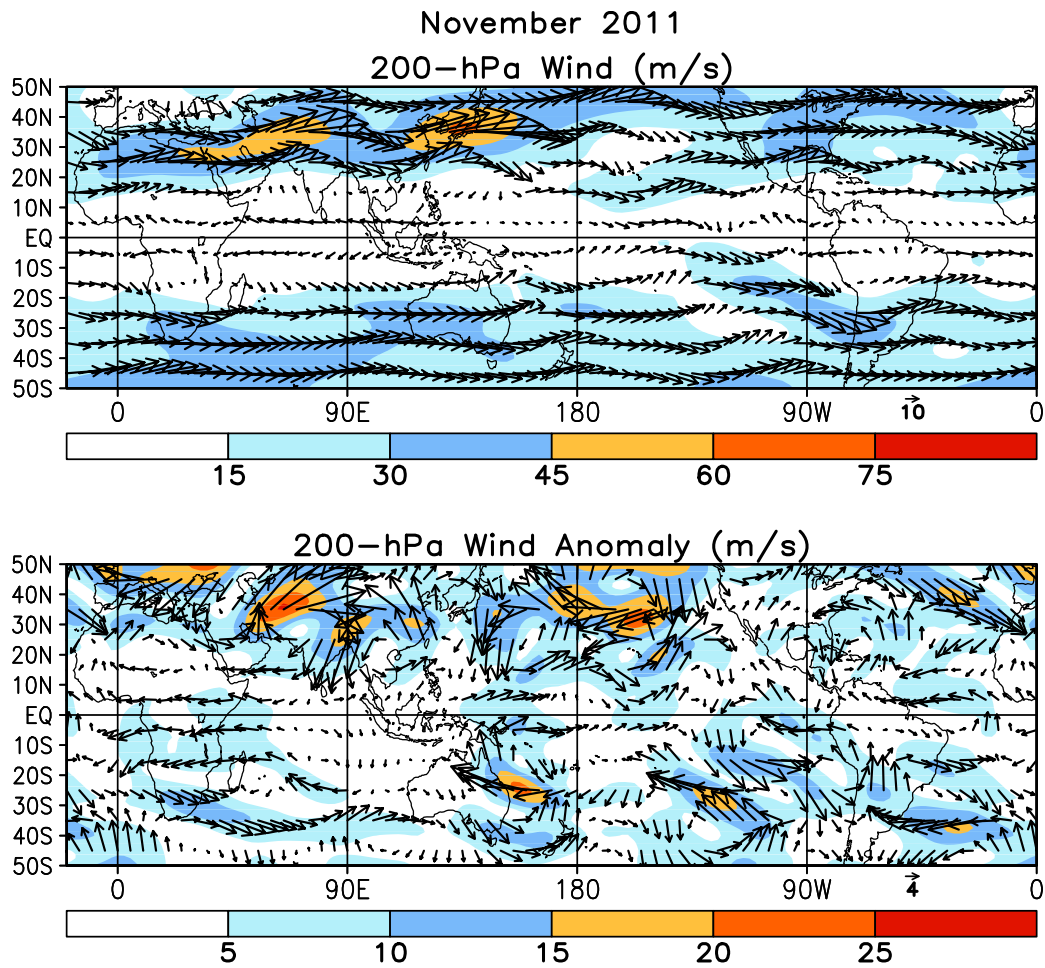 November 2011
200-hPa Wind (m/s)
50N
40N
30N
20N
10N
EQ
10S
20S
30S
40S
50S
0 90E 180 90W 10 0
15 30 45 60 75
200-hPa Wind Anomaly (m/s)
50N
40N
30N
20N
10N
EQ
10S
20S
30S
40S
50S
0 90E 180 90W 4 0
5 10 15 20 25